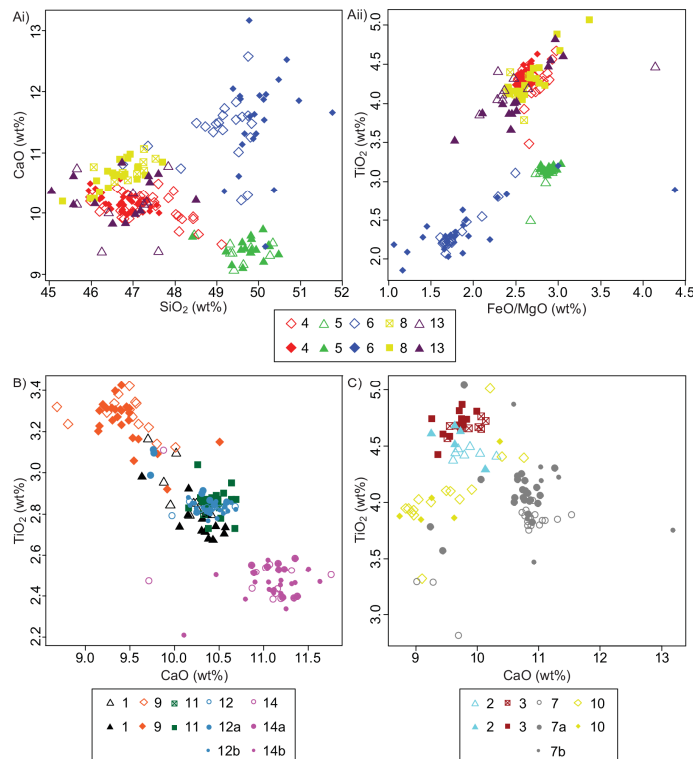 Ai)
Aii)
13
12
11
10
9
CaO (wt%)
45 46 47 48 49 50 51 52
SiO2 (wt%)
5.0
4.5
4.0
3.5
3.0
2.5
2.0
TiO2 (wt%)
1.0 1.5 2.0 2.5 3.0 3.5 4.0 4.5
FeO/MgO (wt%)
4 5 6 8 13
4 5 6 8 13
B)
C)
3.4
3.2
3.0
2.8
2.6
2.4
2.2
TiO2
9.0 9.5 10.0 10.5 11.0 11.5
CaO (wt%)
5.0
4.5
4.0
3.5
3.0
TiO2
9 10 11 12 13
CaO (wt%)
1 9 11 12 14
1 9 11 12a 14a
12b 14b
2 3 7 10
2 3 7a 10
7b